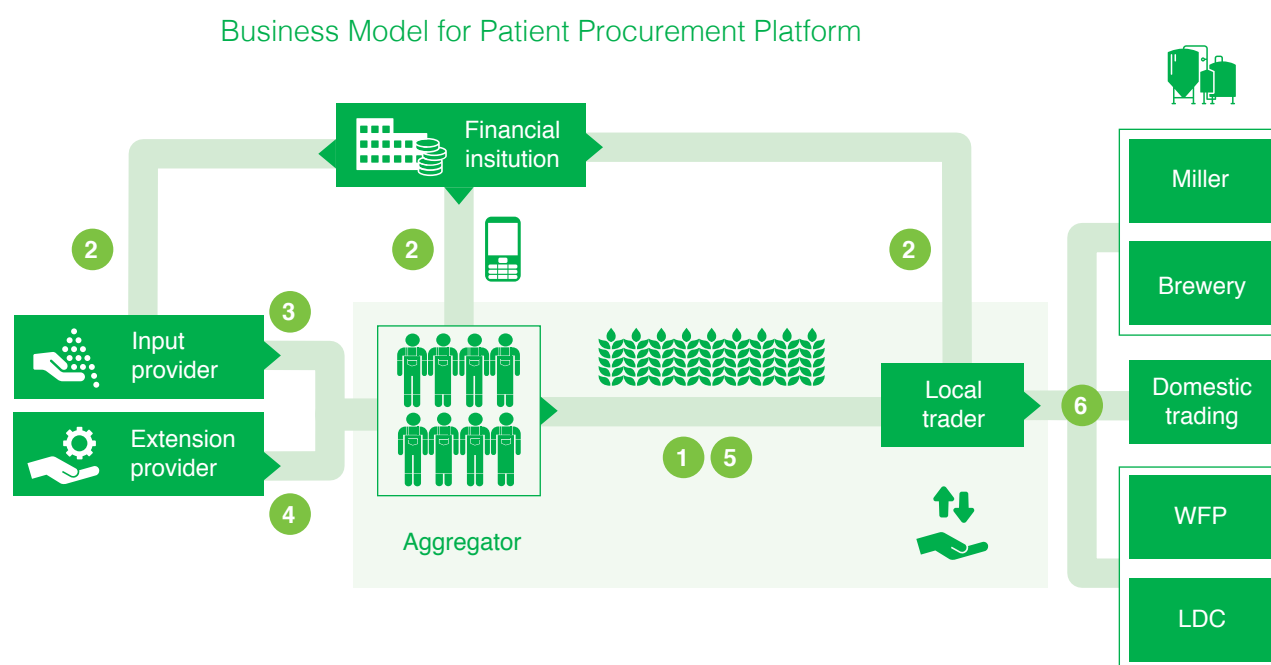 Business Model for Patient Procurement Platform
Financial
insitution
Miller
2
2
2
Brewery
3
Input
provider
Local
trader
6
Domestic
trading
Extension
provider
1
5
4
WFP
Aggregator
LDC